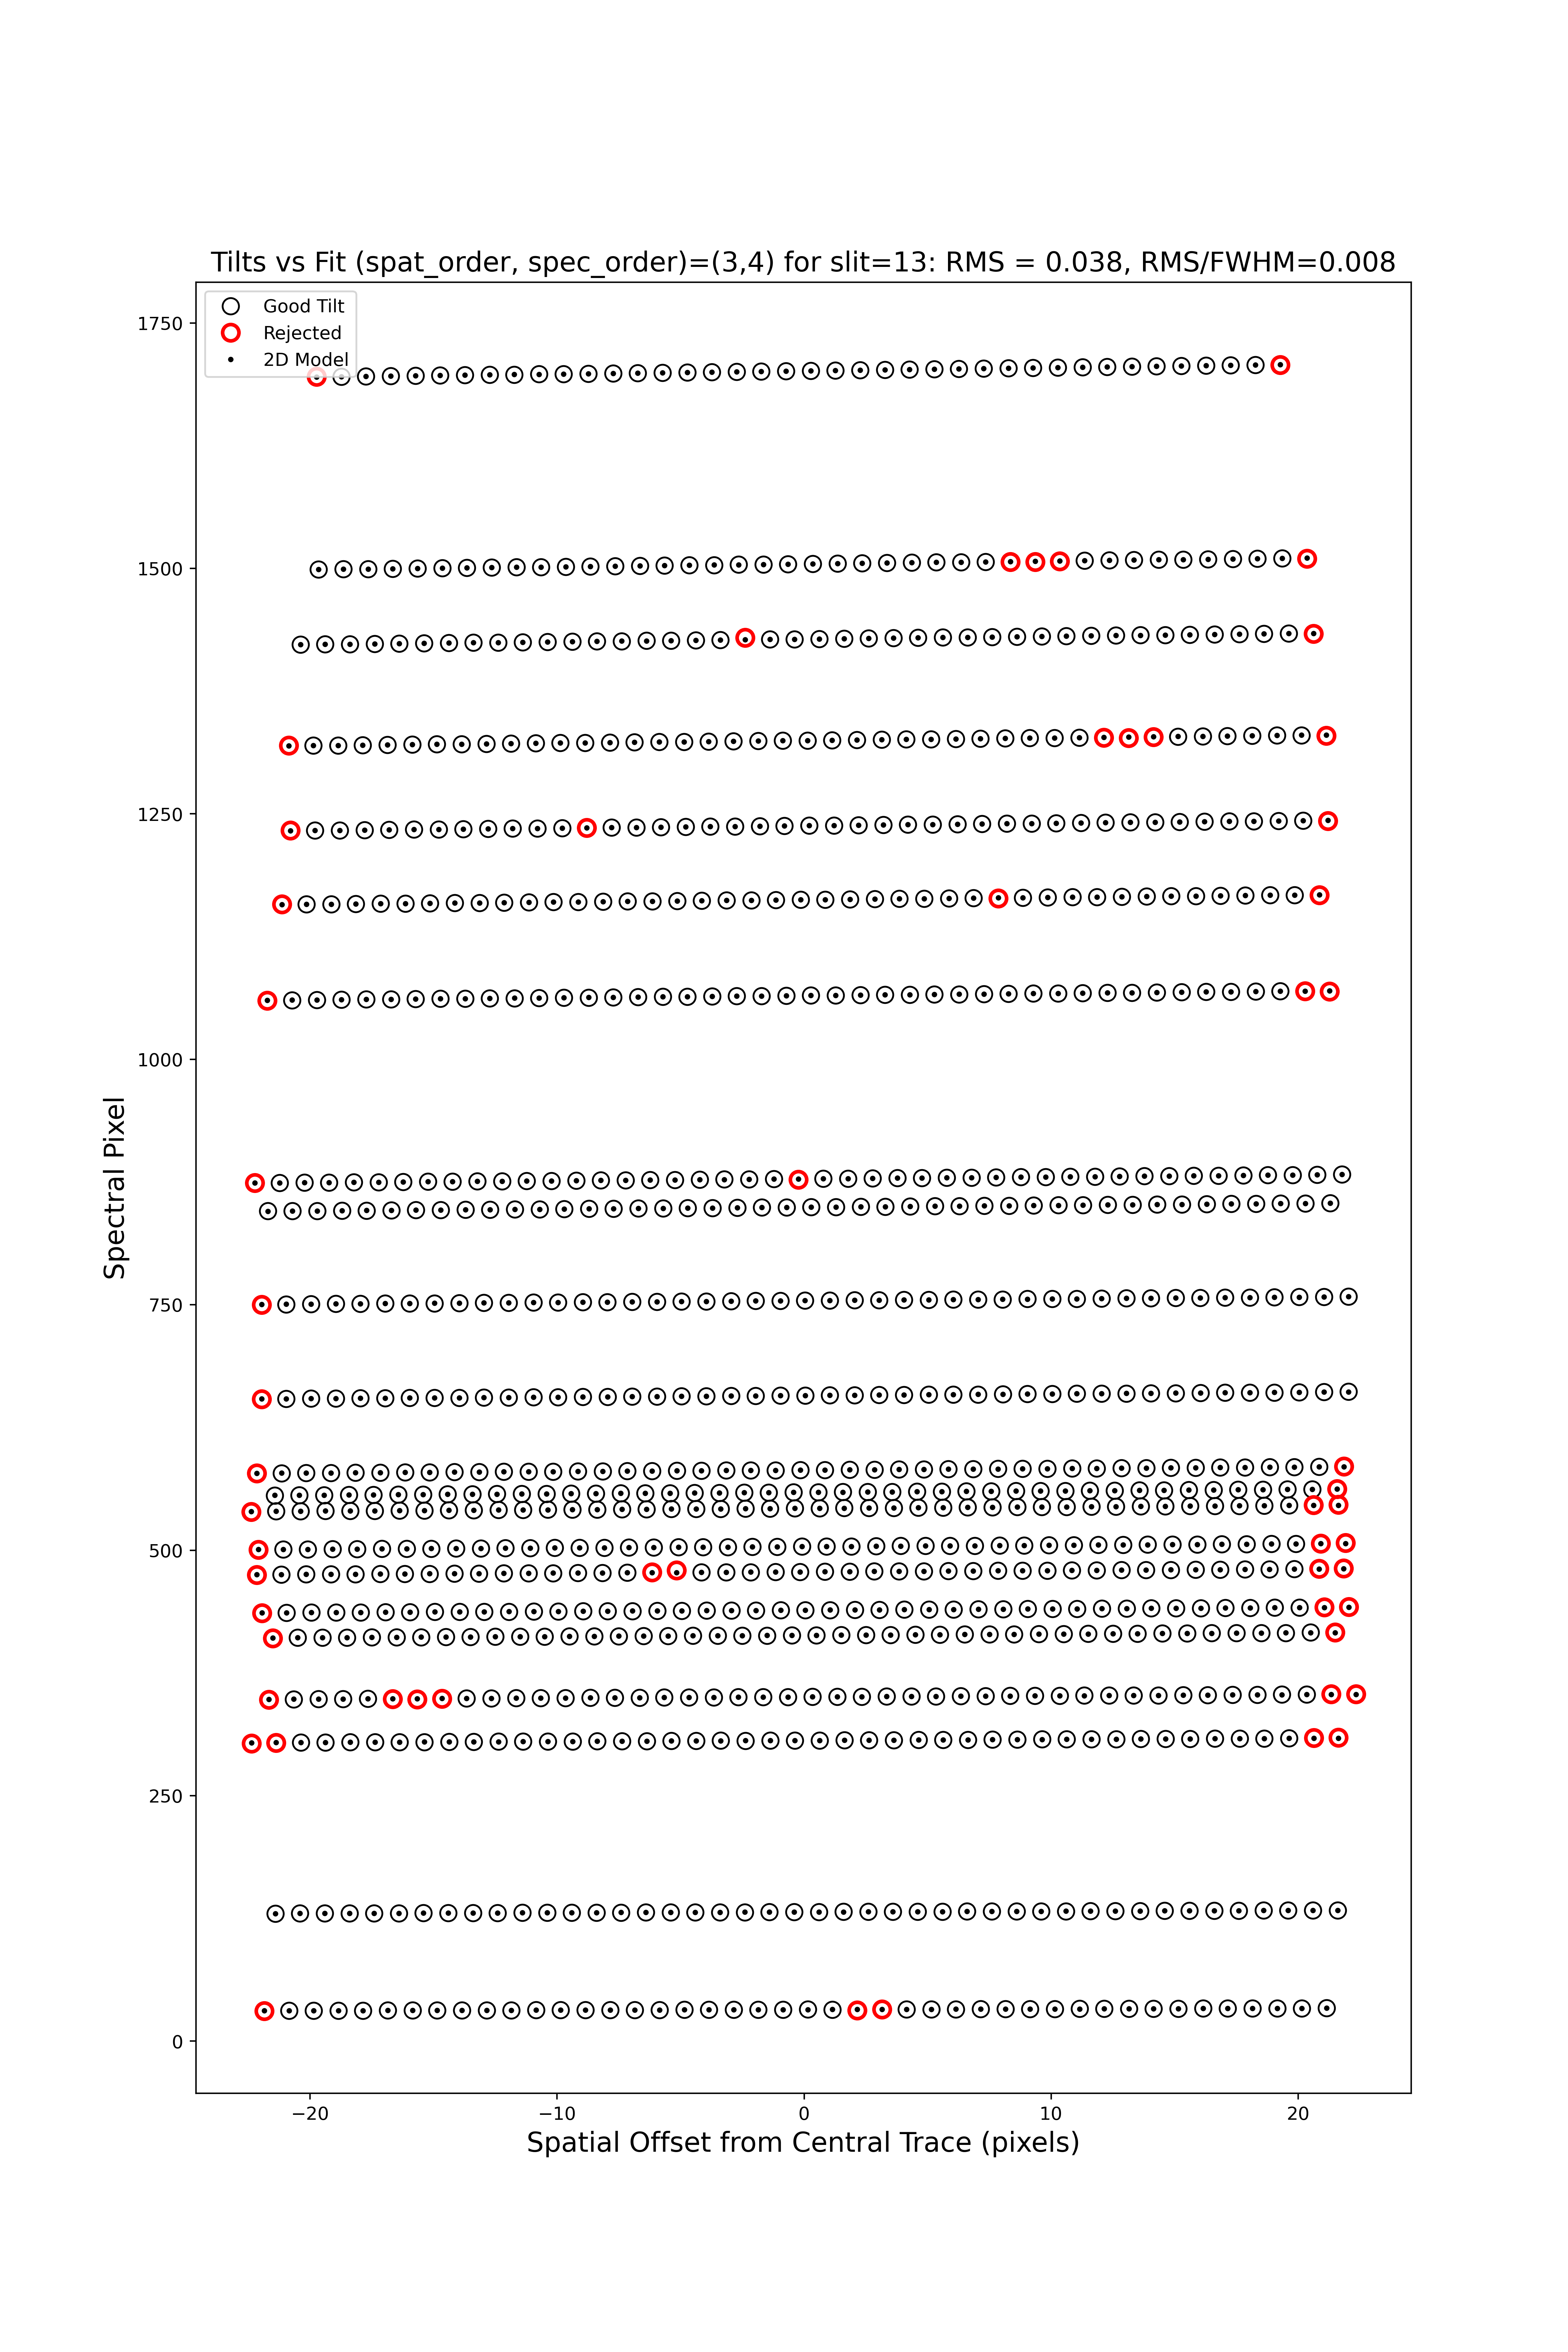 Tilts vs Fit (spat_order, spec_order)=(3,4) for slit=13: RMS = 0.038, RMS/FWHM=0.008
Good Tilt
Rejected
2D Model
1750
1500
1250
1000
750
500
250
0
Spectral Pixel
−20
−10
0
10
20
Spatial Offset from Central Trace (pixels)